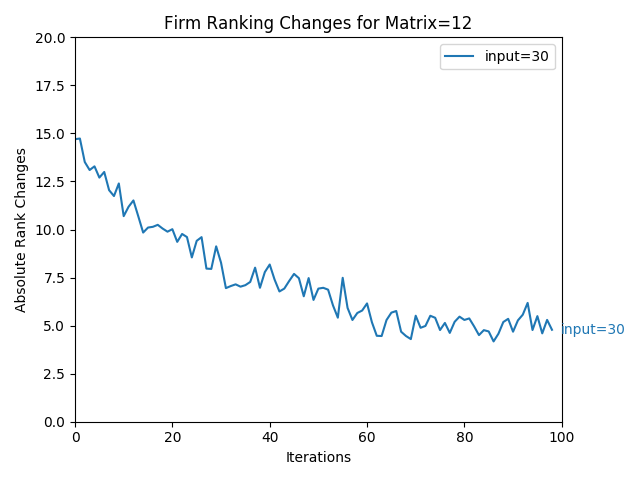 Firm Ranking Changes for Matrix=12
20.0
17.5
15.0
12.5
10.0
7.5
5.0
2.5
0.0
Absolute Rank Changes
input=30
input=30
0 20 40 60 80 100
Iterations